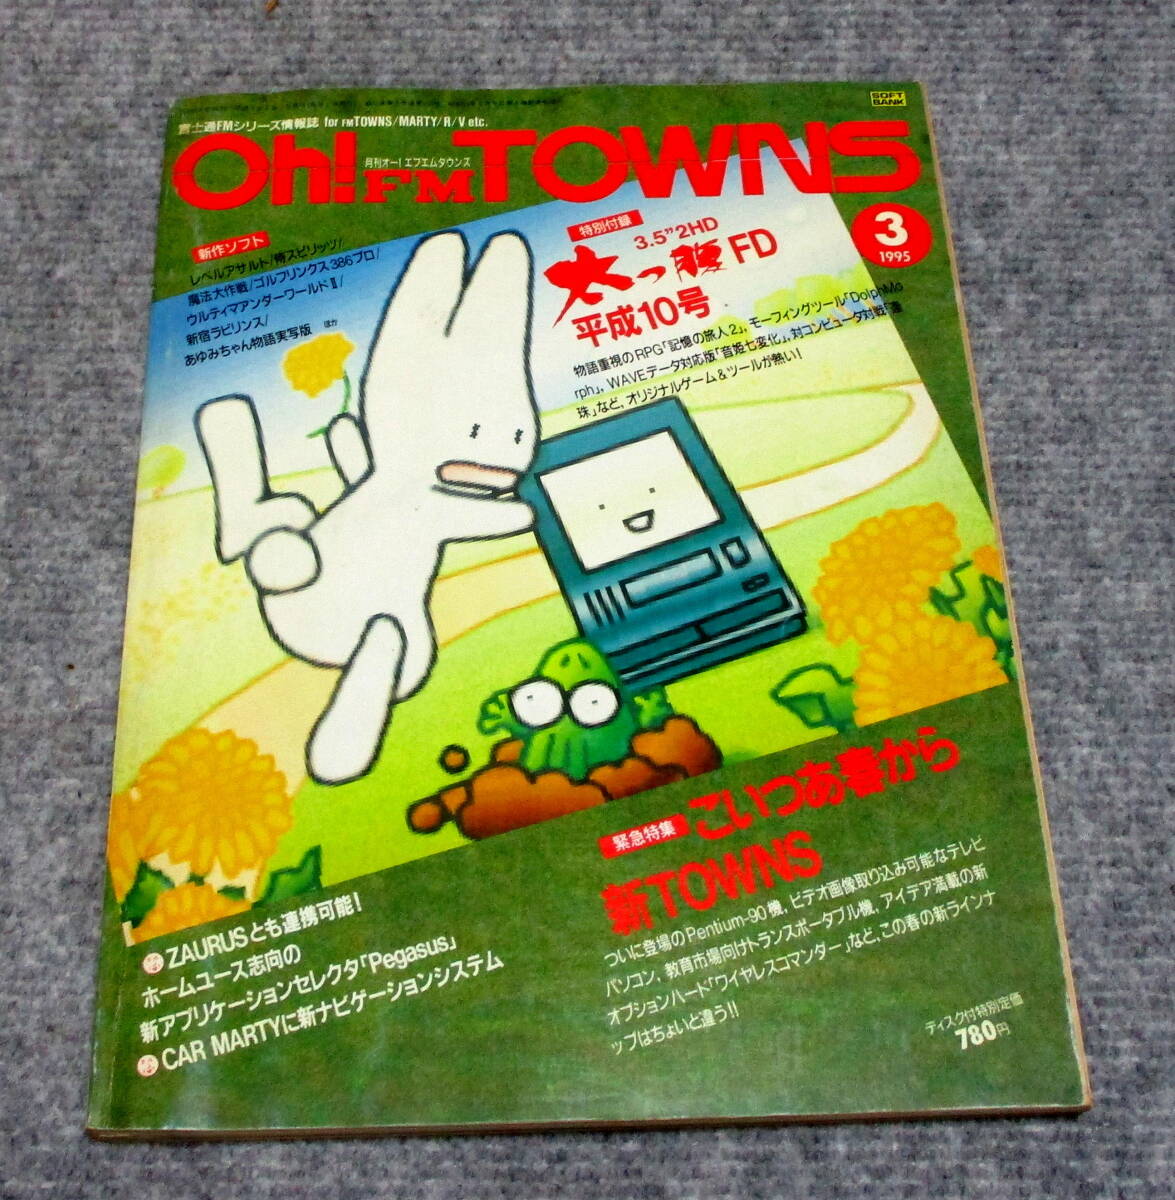 SOFT
BANK
富士通FMシリーズ情報誌 for FMTOWNS/MARTY/R/V etc.
月刊オー!エフエムタウンズ
Oh!FMTOWNS
3
1995
新作ソフト
レベルアサルト/侍スピリッツ/
魔法大作戦/ゴルフリンクス386プロ/
ウルティマアンダーワールドⅡ/
新宿ラビリンス/
あゆみちゃん物語実写版 ほか
特別付録
3.5"2HD
太っ腹FD
平成10号
物語重視のRPG「記憶の旅人2」,モーフィングツール「DolphMo
rph」,WAVEデータ対応版「音姫七変化」,対コンピュータ対戦「連
珠」など,オリジナルゲーム&ツールが熱い!
緊急特集
こいつあ春から
新TOWNS
ついに登場のPentium-90機,ビデオ画像取り込み可能なテレビ
パソコン,教育市場向けトランスポータブル機,アイデア満載の新
オプションハード「ワイヤレスコマンダー」など,この春の新ラインナ
ップはちょいと違う!!
ZAURUSとも連携可能!
ホームユース志向の
新アプリケーションセレクタ「Pegasus」
CAR MARTYに新ナビゲーションシステム
ディスク付特別定価
780円